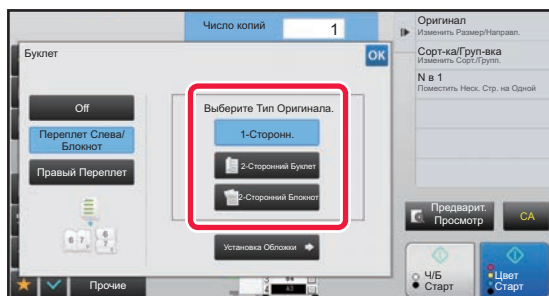 Число копий
1
Буклет
OK
Off
Переплет Слева/
Блокнот
Правый Переплет
Выберите Тип Оригинала.
1-Сторонн.
2-Сторонний Буклет
2-Сторонний Блокнот
Установка Обложки
Прочие
Оригинал
Изменить Размер/Направл.
Сорт-ка/Груп-вка
Изменить Сорт./Групп.
N в 1
Поместить Неск. Стр. на Одной
Предварит.
Просмотр
CA
Ч/Б
Старт
Цвет
Старт